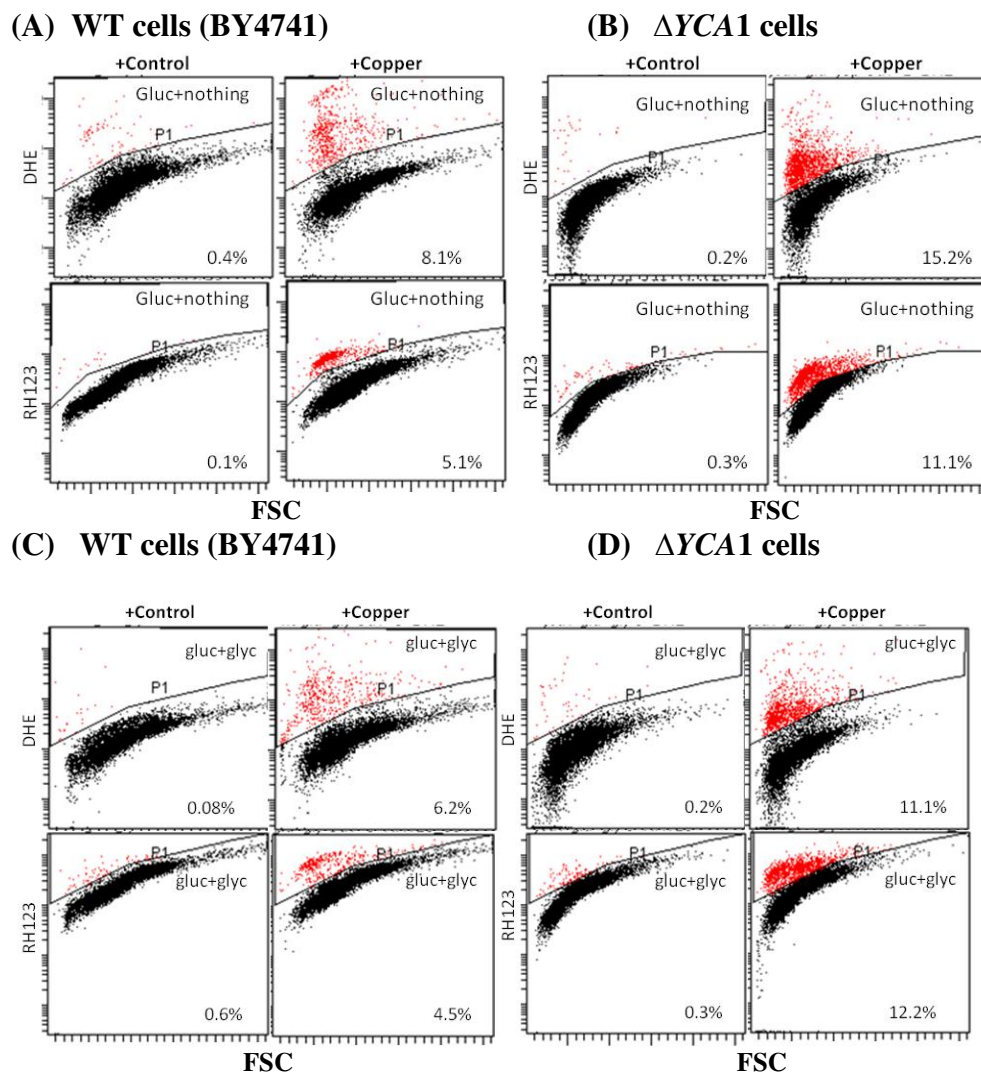 (A) WT cells (BY4741)
(B) ΔYCA1 cells
+Control
+Copper
+Control
+Copper
DHE
Gluc+nothing
P1
0.4%
Gluc+nothing
P1
8.1%
DHE
Gluc+nothing
P1
0.2%
Gluc+nothing
P1
15.2%
RH123
Gluc+nothing
P1
0.1%
Gluc+nothing
P1
5.1%
RH123
Gluc+nothing
P1
0.3%
Gluc+nothing
P1
11.1%
FSC
FSC
(C) WT cells (BY4741)
(D) ΔYCA1 cells
+Control
+Copper
+Control
+Copper
DHE
gluc+glyc
P1
0.08%
gluc+glyc
P1
6.2%
DHE
gluc+glyc
P1
0.2%
gluc+glyc
P1
11.1%
RH123
P1
gluc+glyc
0.6%
P1
gluc+glyc
4.5%
RH123
P1
gluc+glyc
0.3%
P1
gluc+glyc
12.2%
FSC
FSC